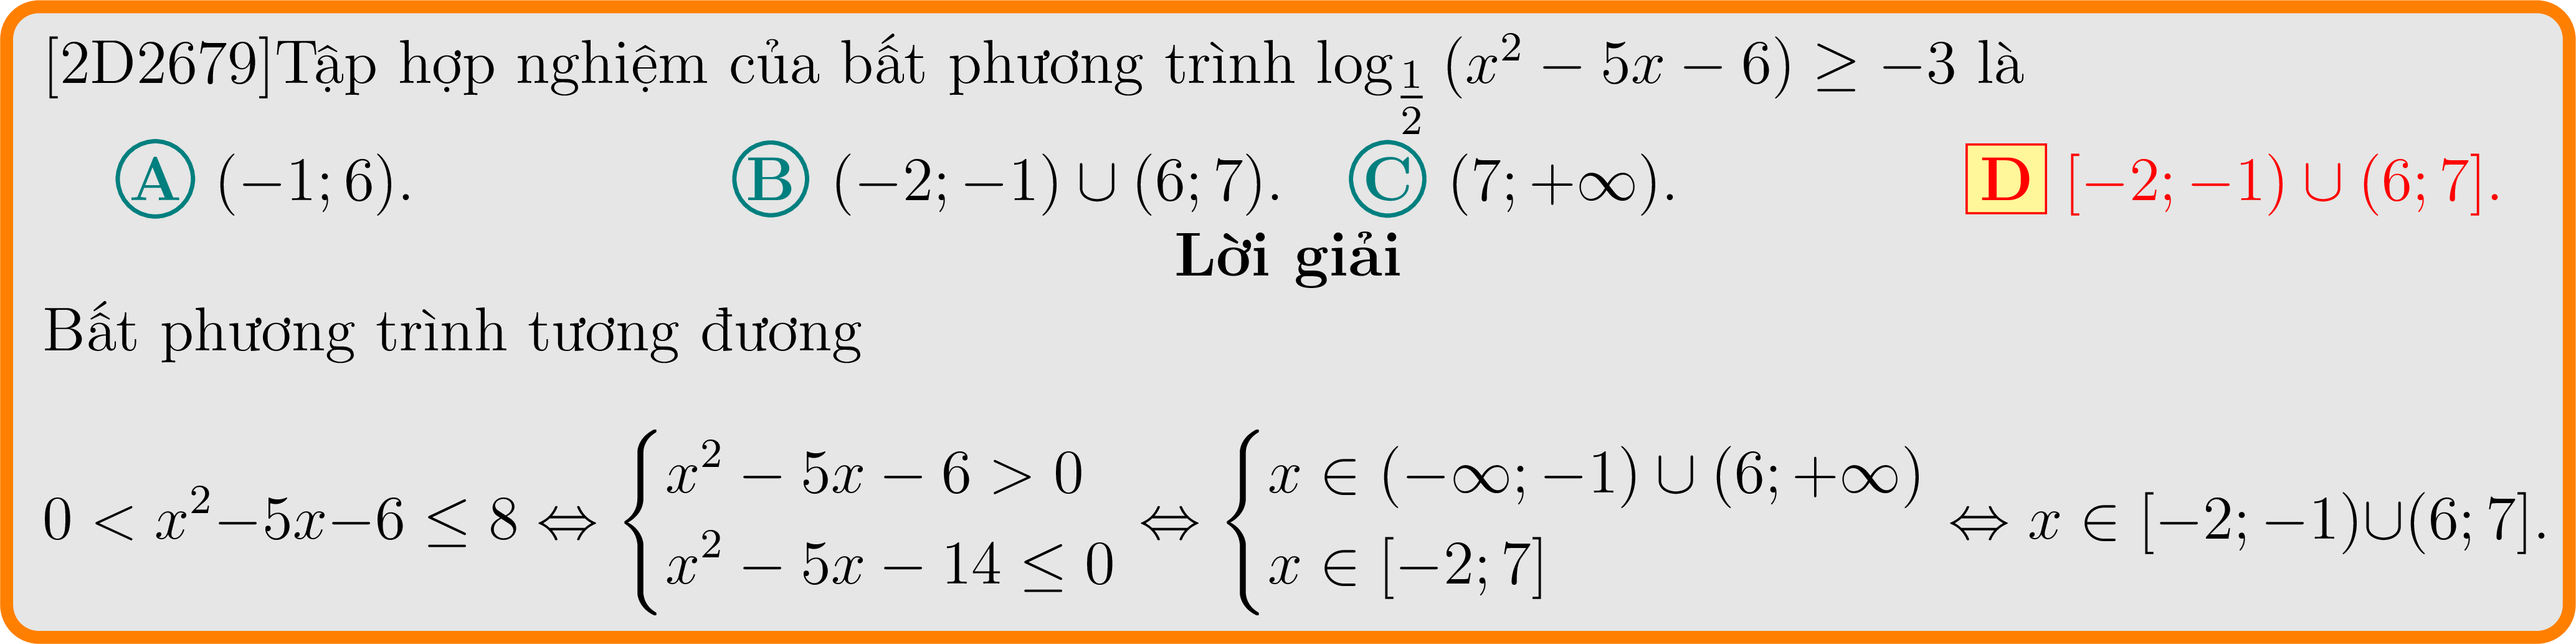 [2D2679]Tập hợp nghiệm của bất phương trình $\log_{\frac{1}{2}}(x^2 - 5x - 6) \geq -3$ là
A $(-1; 6)$. B $(-2; -1) \cup (6; 7)$. C $(7; +\infty)$. D $[-2; -1) \cup (6; 7]$.
Lời giải
Bất phương trình tương đương
$0 < x^2 - 5x - 6 \leq 8 \Leftrightarrow \begin{cases} x^2 - 5x - 6 > 0 \\ x^2 - 5x - 14 \leq 0 \end{cases} \Leftrightarrow \begin{cases} x \in (-\infty; -1) \cup (6; +\infty) \\ x \in [-2; 7] \end{cases} \Leftrightarrow x \in [-2; -1) \cup (6; 7].$